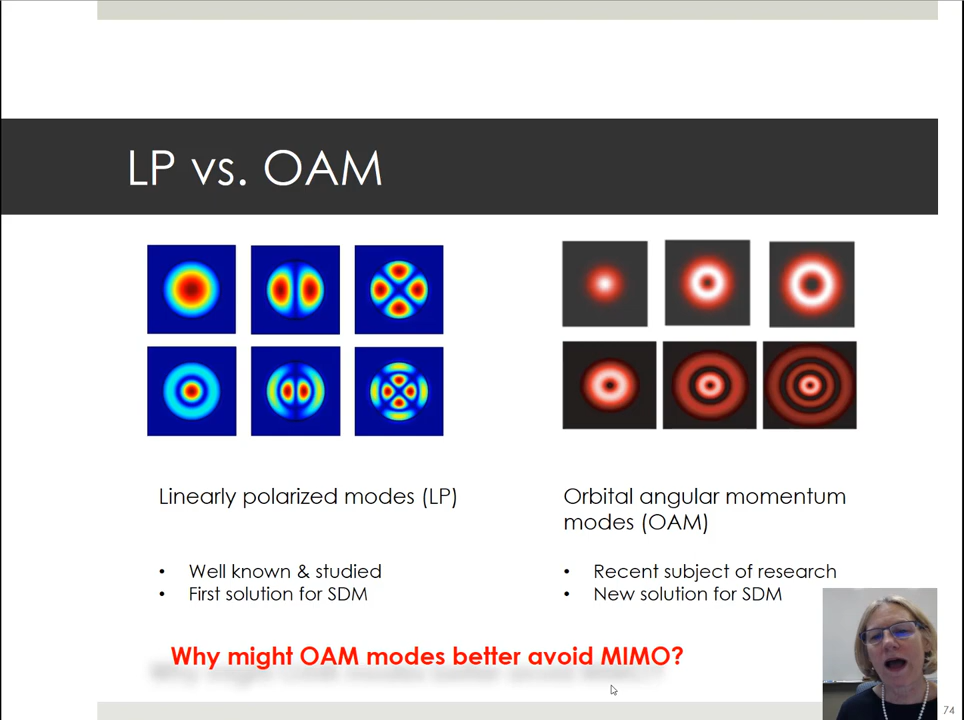 LP vs. OAM
Linearly polarized modes (LP)
• Well known & studied
• First solution for SDM
Orbital angular momentum
modes (OAM)
• Recent subject of research
• New solution for SDM
Why might OAM modes better avoid MIMO?
74